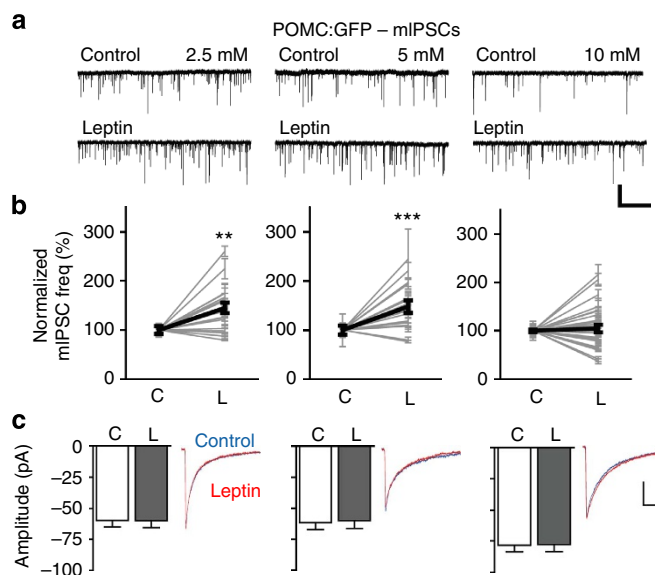 a
POMC:GFP – mIPSCs
Control 2.5 mM
Control 5 mM
Control 10 mM
Leptin
Leptin
Leptin
b
Normalized
mIPSC freq (%)
300
200
100
0
**
C L
300
200
100
0
***
C L
300
200
100
0
C L
c
Amplitude (pA)
0
–25
–50
–75
–100
C L
Control
Leptin
C L
C L